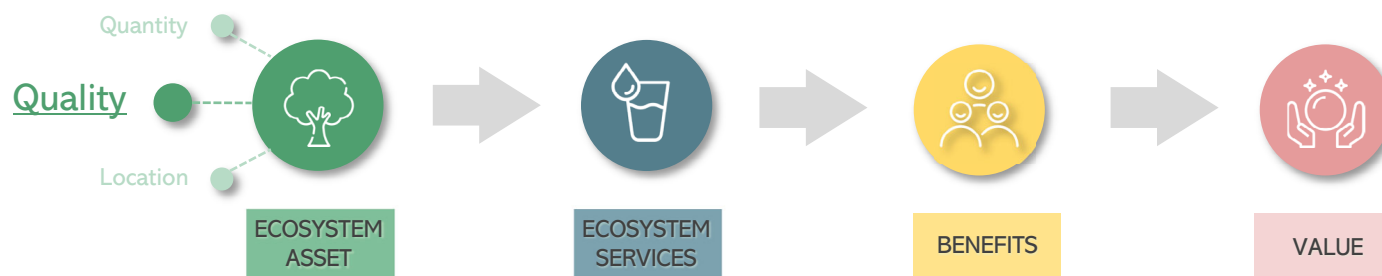 Quantity
Quality
Location
ECOSYSTEM
ASSET
ECOSYSTEM
SERVICES
BENEFITS
VALUE